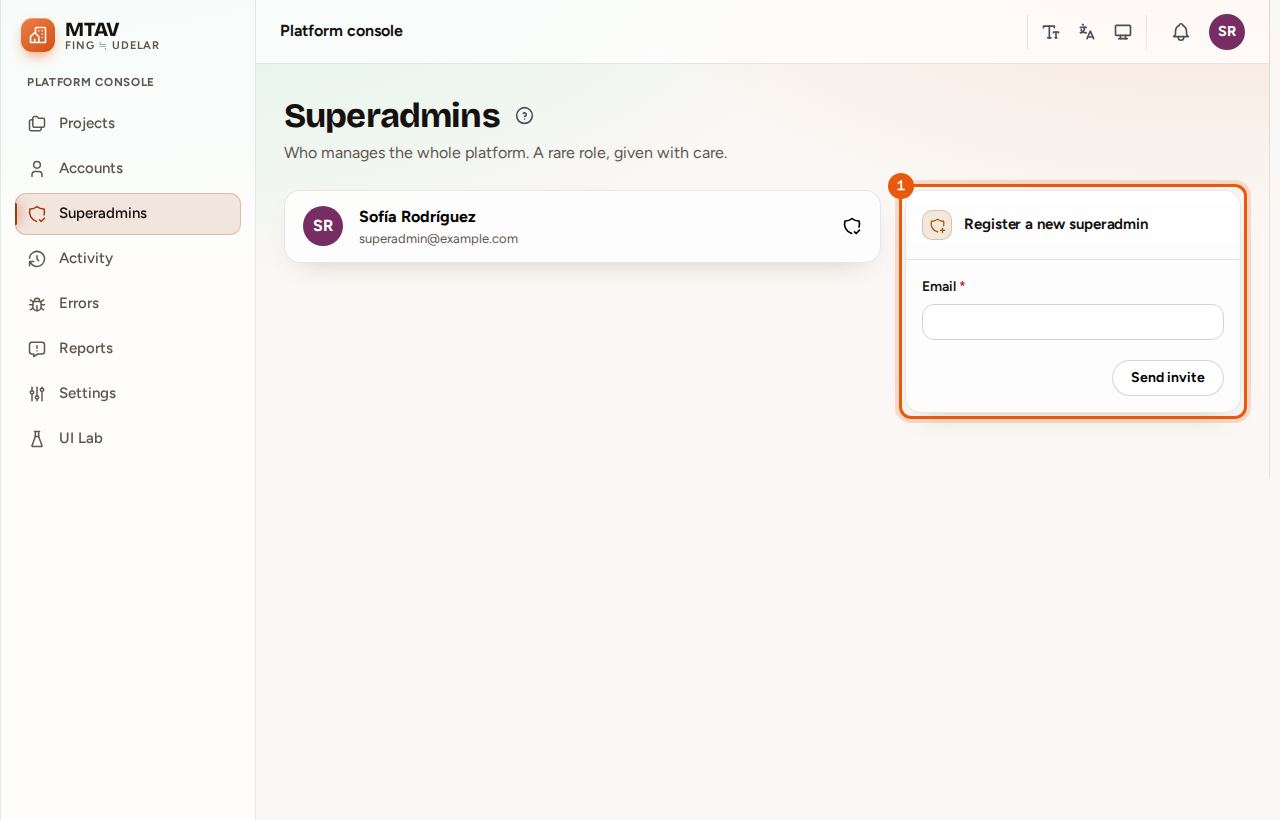 MTAV
FING ≒ UDELAR
PLATFORM CONSOLE
Projects
Accounts
Superadmins
Activity
Errors
Reports
Settings
UI Lab
Platform console
SR
Superadmins
Who manages the whole platform. A rare role, given with care.
SR
Sofía Rodríguez
superadmin@example.com
1
Register a new superadmin
Email *
Send invite